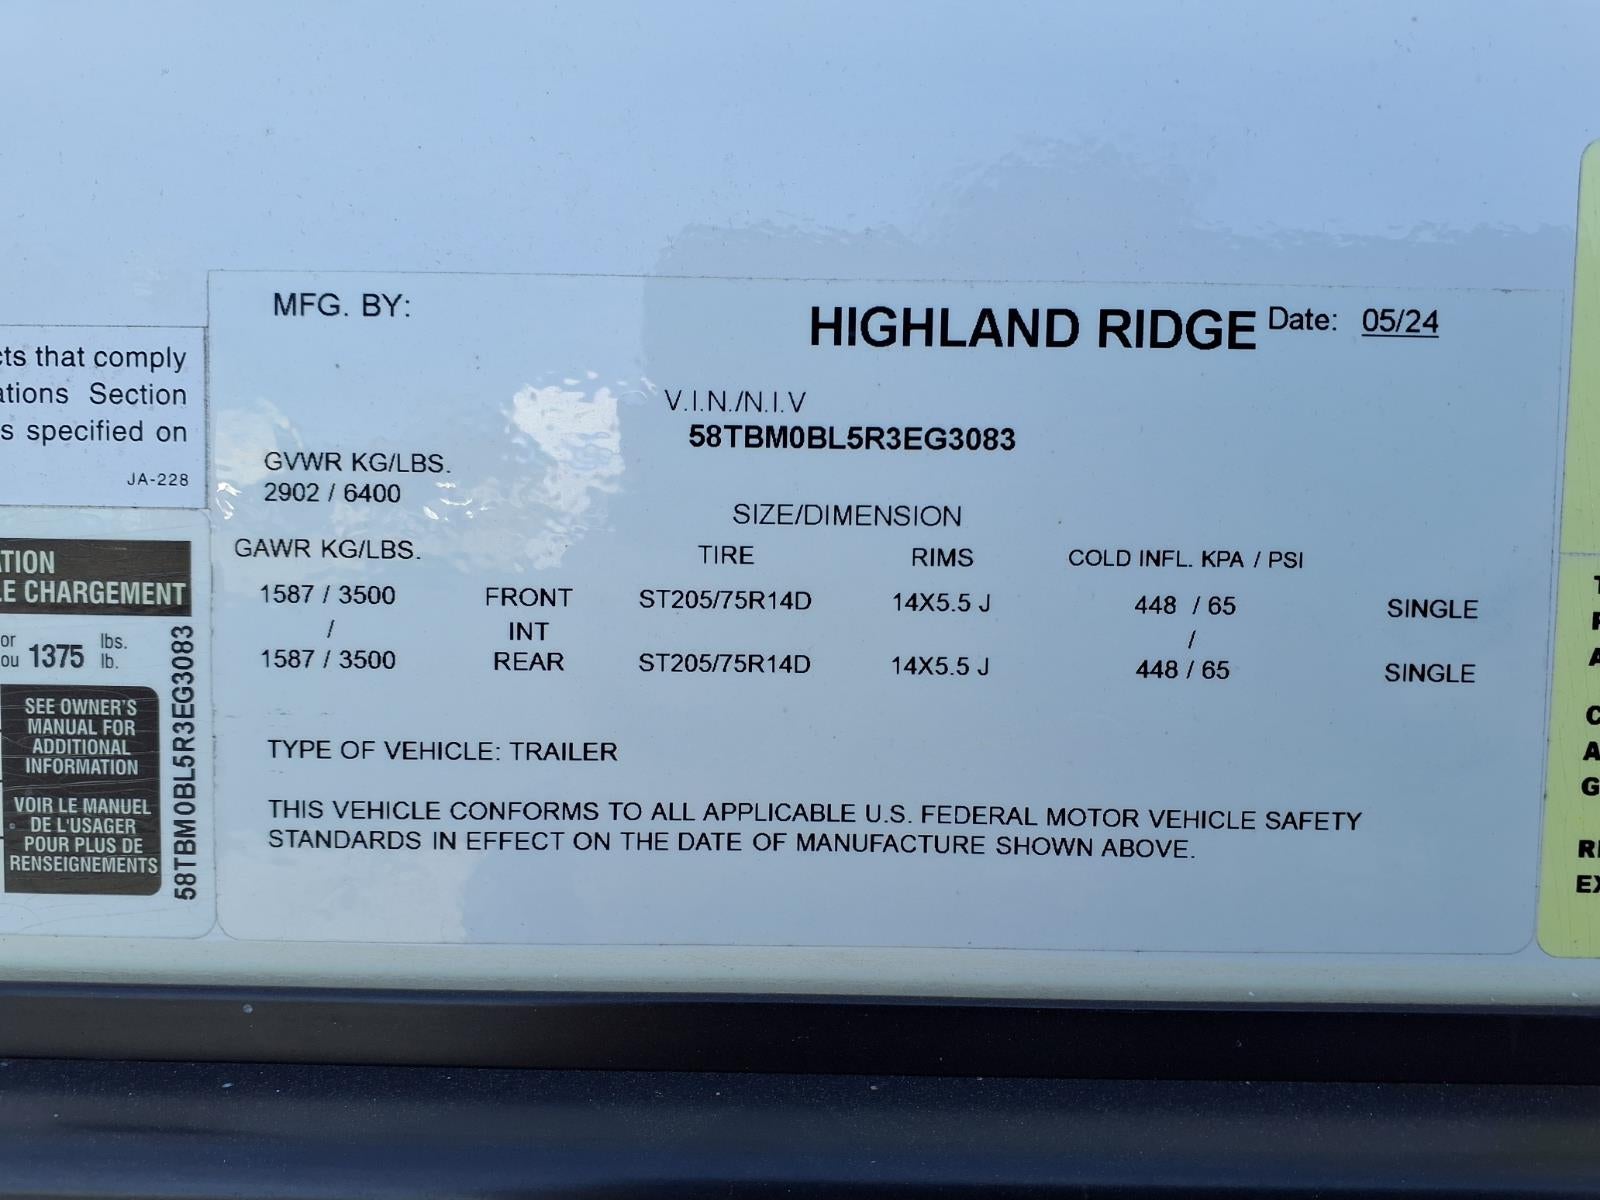 MFG. BY:
HIGHLAND RIDGE Date: 05/24
V.I.N./N.I.V
58TBM0BL5R3EG3083
GVWR KG/LBS.
2902 / 6400
SIZE/DIMENSION
GAWR KG/LBS. TIRE RIMS COLD INFL. KPA / PSI
1587 / 3500 FRONT ST205/75R14D 14X5.5 J 448 / 65 SINGLE
/ INT /
1587 / 3500 REAR ST205/75R14D 14X5.5 J 448 / 65 SINGLE
TYPE OF VEHICLE: TRAILER
THIS VEHICLE CONFORMS TO ALL APPLICABLE U.S. FEDERAL MOTOR VEHICLE SAFETY
STANDARDS IN EFFECT ON THE DATE OF MANUFACTURE SHOWN ABOVE.
cts that comply
ations Section
s specified on
JA-228
TION
LE CHARGEMENT
or lbs.
ou 1375 lb.
SEE OWNER'S
MANUAL FOR
ADDITIONAL
INFORMATION
VOIR LE MANUEL
DE L'USAGER
POUR PLUS DE
RENSEIGNEMENTS
58TBM0BL5R3EG3083
A
C
A
G